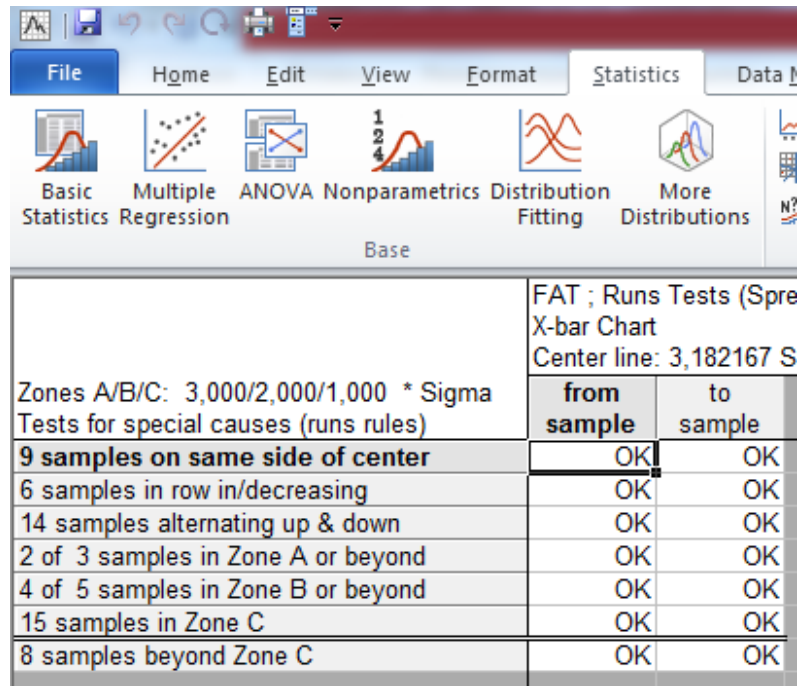 File Home Edit View Format Statistics Data
Basic Statistics
Multiple Regression
ANOVA
1
2
4
Nonparametrics
Distribution Fitting
More Distributions
N?
Base
FAT ; Runs Tests (Spre
X-bar Chart
Center line: 3,182167 S
Zones A/B/C: 3,000/2,000/1,000 * Sigma
Tests for special causes (runs rules)
from sample
to sample
9 samples on same side of center OK OK
6 samples in row in/decreasing OK OK
14 samples alternating up & down OK OK
2 of 3 samples in Zone A or beyond OK OK
4 of 5 samples in Zone B or beyond OK OK
15 samples in Zone C OK OK
8 samples beyond Zone C OK OK